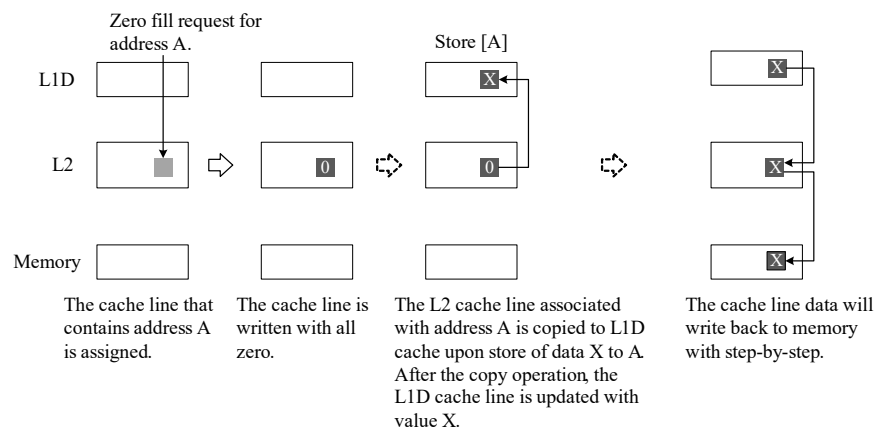 Zero fill request for
address A.
Store [A]
L1D
X
X
L2
0
0
X
Memory
X
The cache line that
contains address A
is assigned.
The cache line is
written with all
zero.
The L2 cache line associated
with address A is copied to L1D
cache upon store of data X to A.
After the copy operation, the
L1D cache line is updated with
value X.
The cache line data will
write back to memory
with step-by-step.